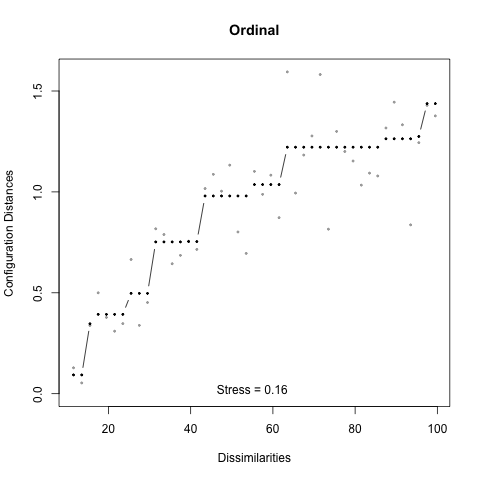 Ordinal
1.5
1.0
0.5
0.0
Configuration Distances
Stress = 0.16
20 40 60 80 100
Dissimilarities